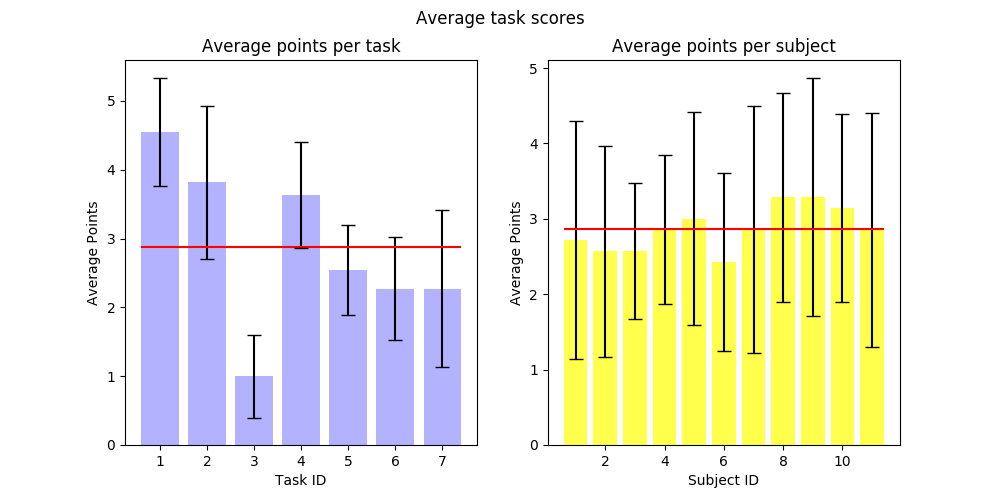 Average task scores
Average points per task
Average Points
5
4
3
2
1
0
1 2 3 4 5 6 7
Task ID
Average points per subject
Average Points
5
4
3
2
1
0
2 4 6 8 10
Subject ID